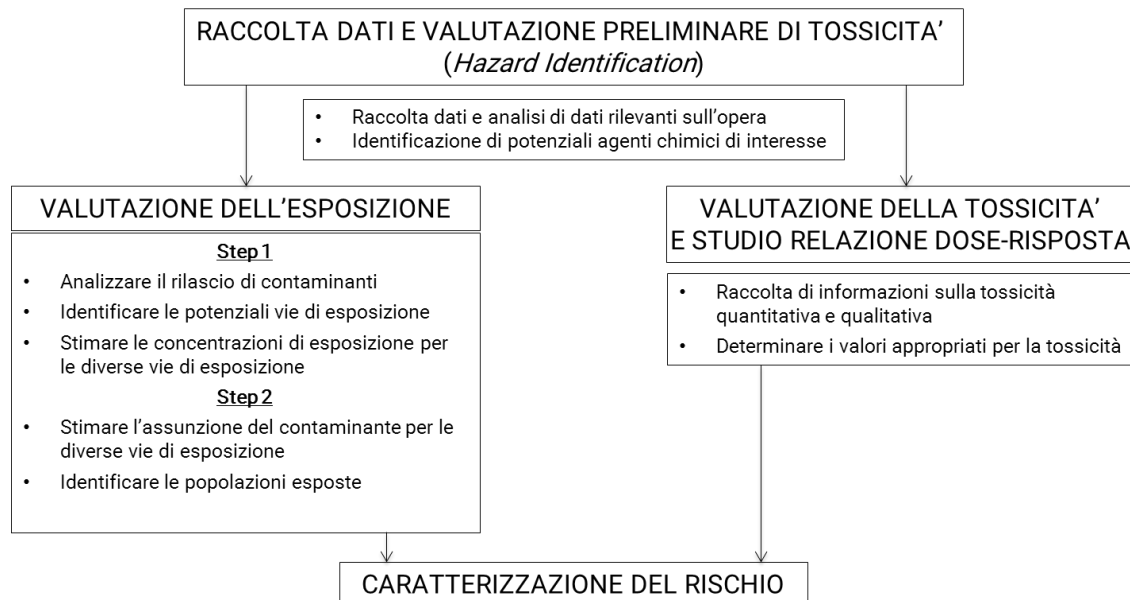 RACCOLTA DATI E VALUTAZIONE PRELIMINARE DI TOSSICITA’
(Hazard Identification)
• Raccolta dati e analisi di dati rilevanti sull’opera
• Identificazione di potenziali agenti chimici di interesse
VALUTAZIONE DELL’ESPOSIZIONE
Step 1
• Analizzare il rilascio di contaminanti
• Identificare le potenziali vie di esposizione
• Stimare le concentrazioni di esposizione per
le diverse vie di esposizione
Step 2
• Stimare l’assunzione del contaminante per le
diverse vie di esposizione
• Identificare le popolazioni esposte
VALUTAZIONE DELLA TOSSICITA’
E STUDIO RELAZIONE DOSE-RISPOSTA
• Raccolta di informazioni sulla tossicità
quantitativa e qualitativa
• Determinare i valori appropriati per la tossicità
CARATTERIZZAZIONE DEL RISCHIO